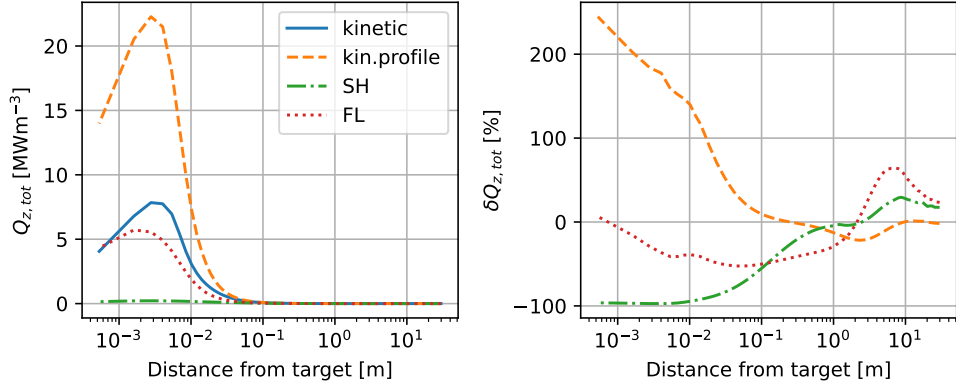 20
15
10
5
0
Q_{z,tot} [MWm^{−3}]
kinetic
kin.profile
SH
FL
10^{−3} 10^{−2} 10^{−1} 10^{0} 10^{1}
Distance from target [m]
200
100
0
−100
δQ_{z,tot} [%]
10^{−3} 10^{−2} 10^{−1} 10^{0} 10^{1}
Distance from target [m]